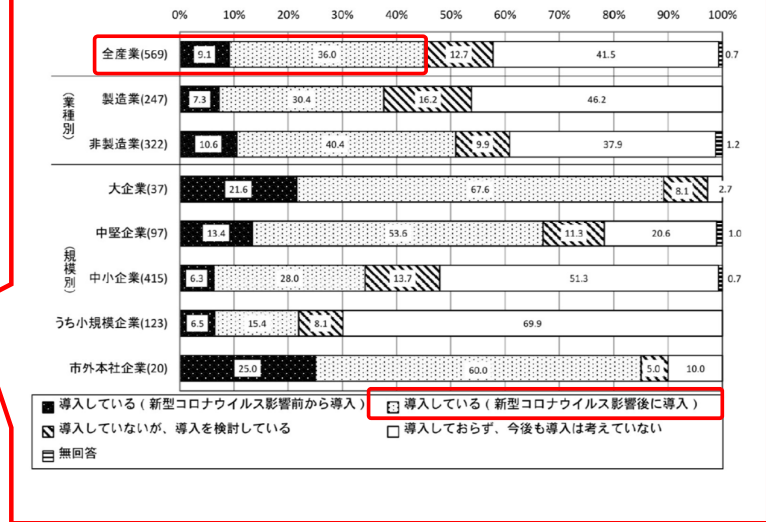 0% 10% 20% 30% 40% 50% 60% 70% 80% 90% 100%
全産業(569) 9.1 36.0 12.7 41.5 0.7
(業種別)
製造業(247) 7.3 30.4 16.2 46.2
非製造業(322) 10.6 40.4 9.9 37.9 1.2
(規模別)
大企業(37) 21.6 67.6 8.1 2.7
中堅企業(97) 13.4 53.6 11.3 20.6 1.0
中小企業(415) 6.3 28.0 13.7 51.3 0.7
うち小規模企業(123) 6.5 15.4 8.1 69.9
市外本社企業(20) 25.0 60.0 5.0 10.0
導入している(新型コロナウイルス影響前から導入) 導入している(新型コロナウイルス影響後に導入)
導入していないが、導入を検討している 導入しておらず、今後も導入は考えていない
無回答